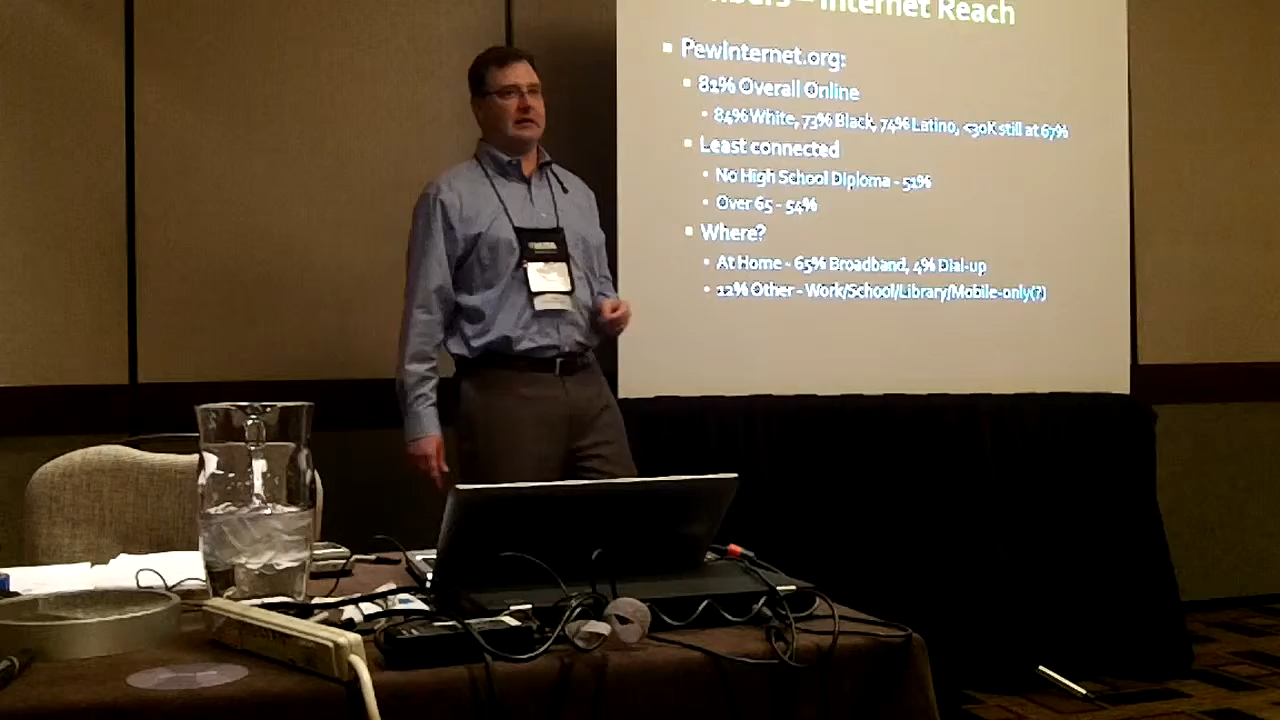 Internet Reach
PewInternet.org:
81% Overall Online
84% White, 73% Black, 74% Latino, <30K still at 67%
Least connected
No High School Diploma - 51%
Over 65 - 54%
Where?
At Home - 65% Broadband, 4% Dial-up
12% Other - Work/School/Library/Mobile-only(?)